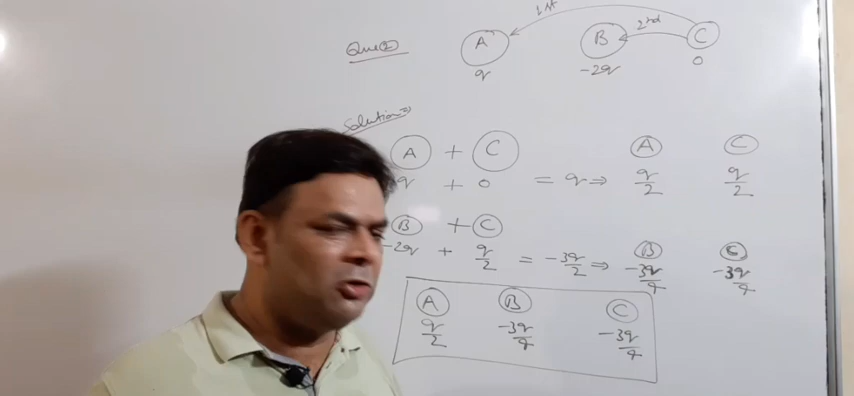 1st
Que② A B 2nd C
q -2q 0
Solution⇒
A + C A C
q + 0 = q ⇒ q/2 q/2
B + C B C
-2q + q/2 = -3q/2 ⇒ -3q/4 -3q/4
A B C
q/2 -3q/4 -3q/4